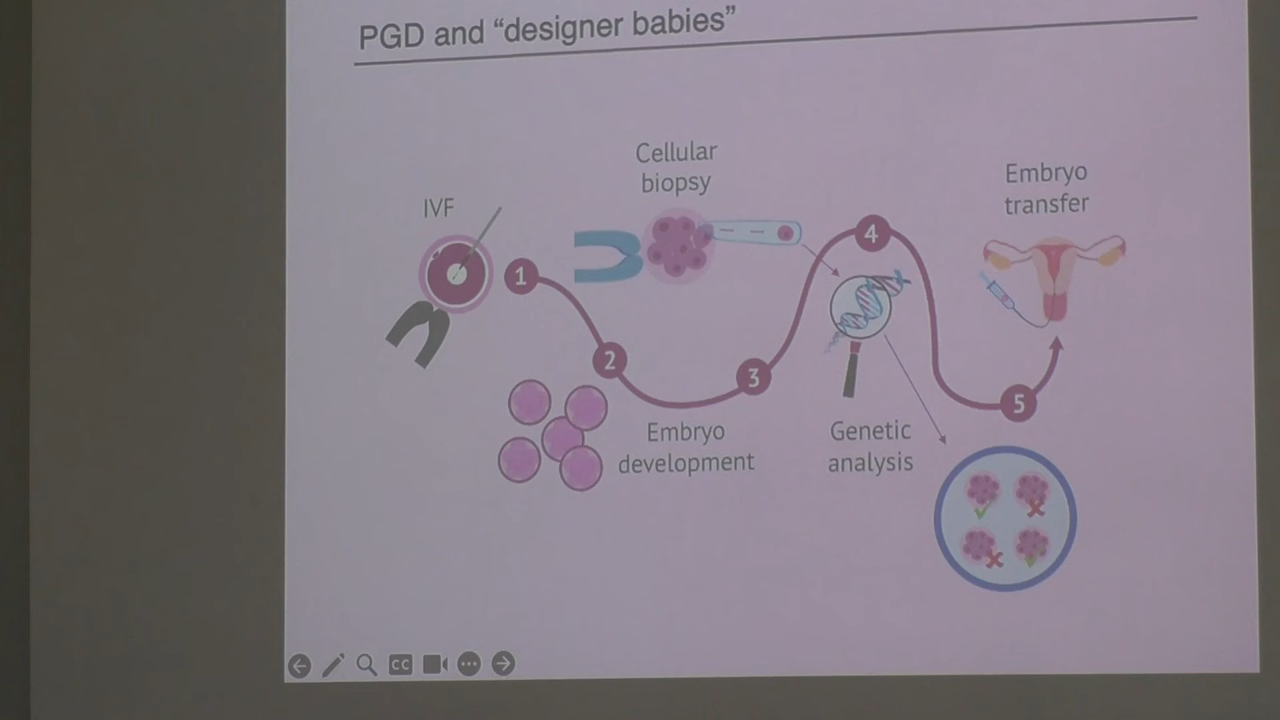 PGD and “designer babies”
IVF
1
2
Embryo
development
Cellular
biopsy
3
4
Genetic
analysis
Embryo
transfer
5
CC